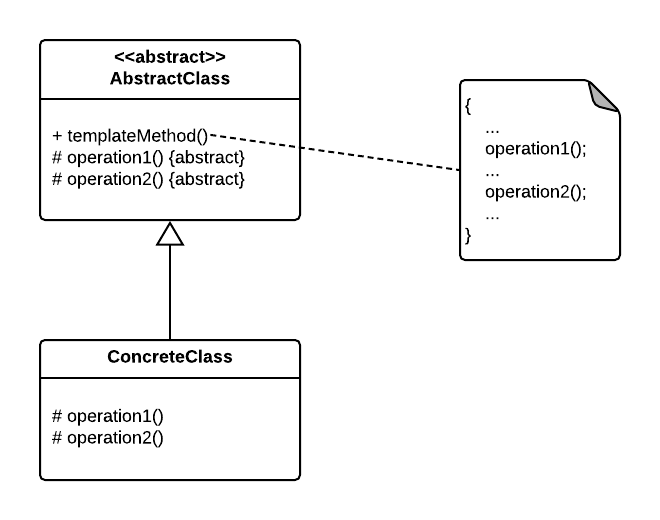 <<abstract>>
AbstractClass
+ templateMethod()
# operation1() {abstract}
# operation2() {abstract}
{
...
operation1();
...
operation2();
...
}
ConcreteClass
# operation1()
# operation2()